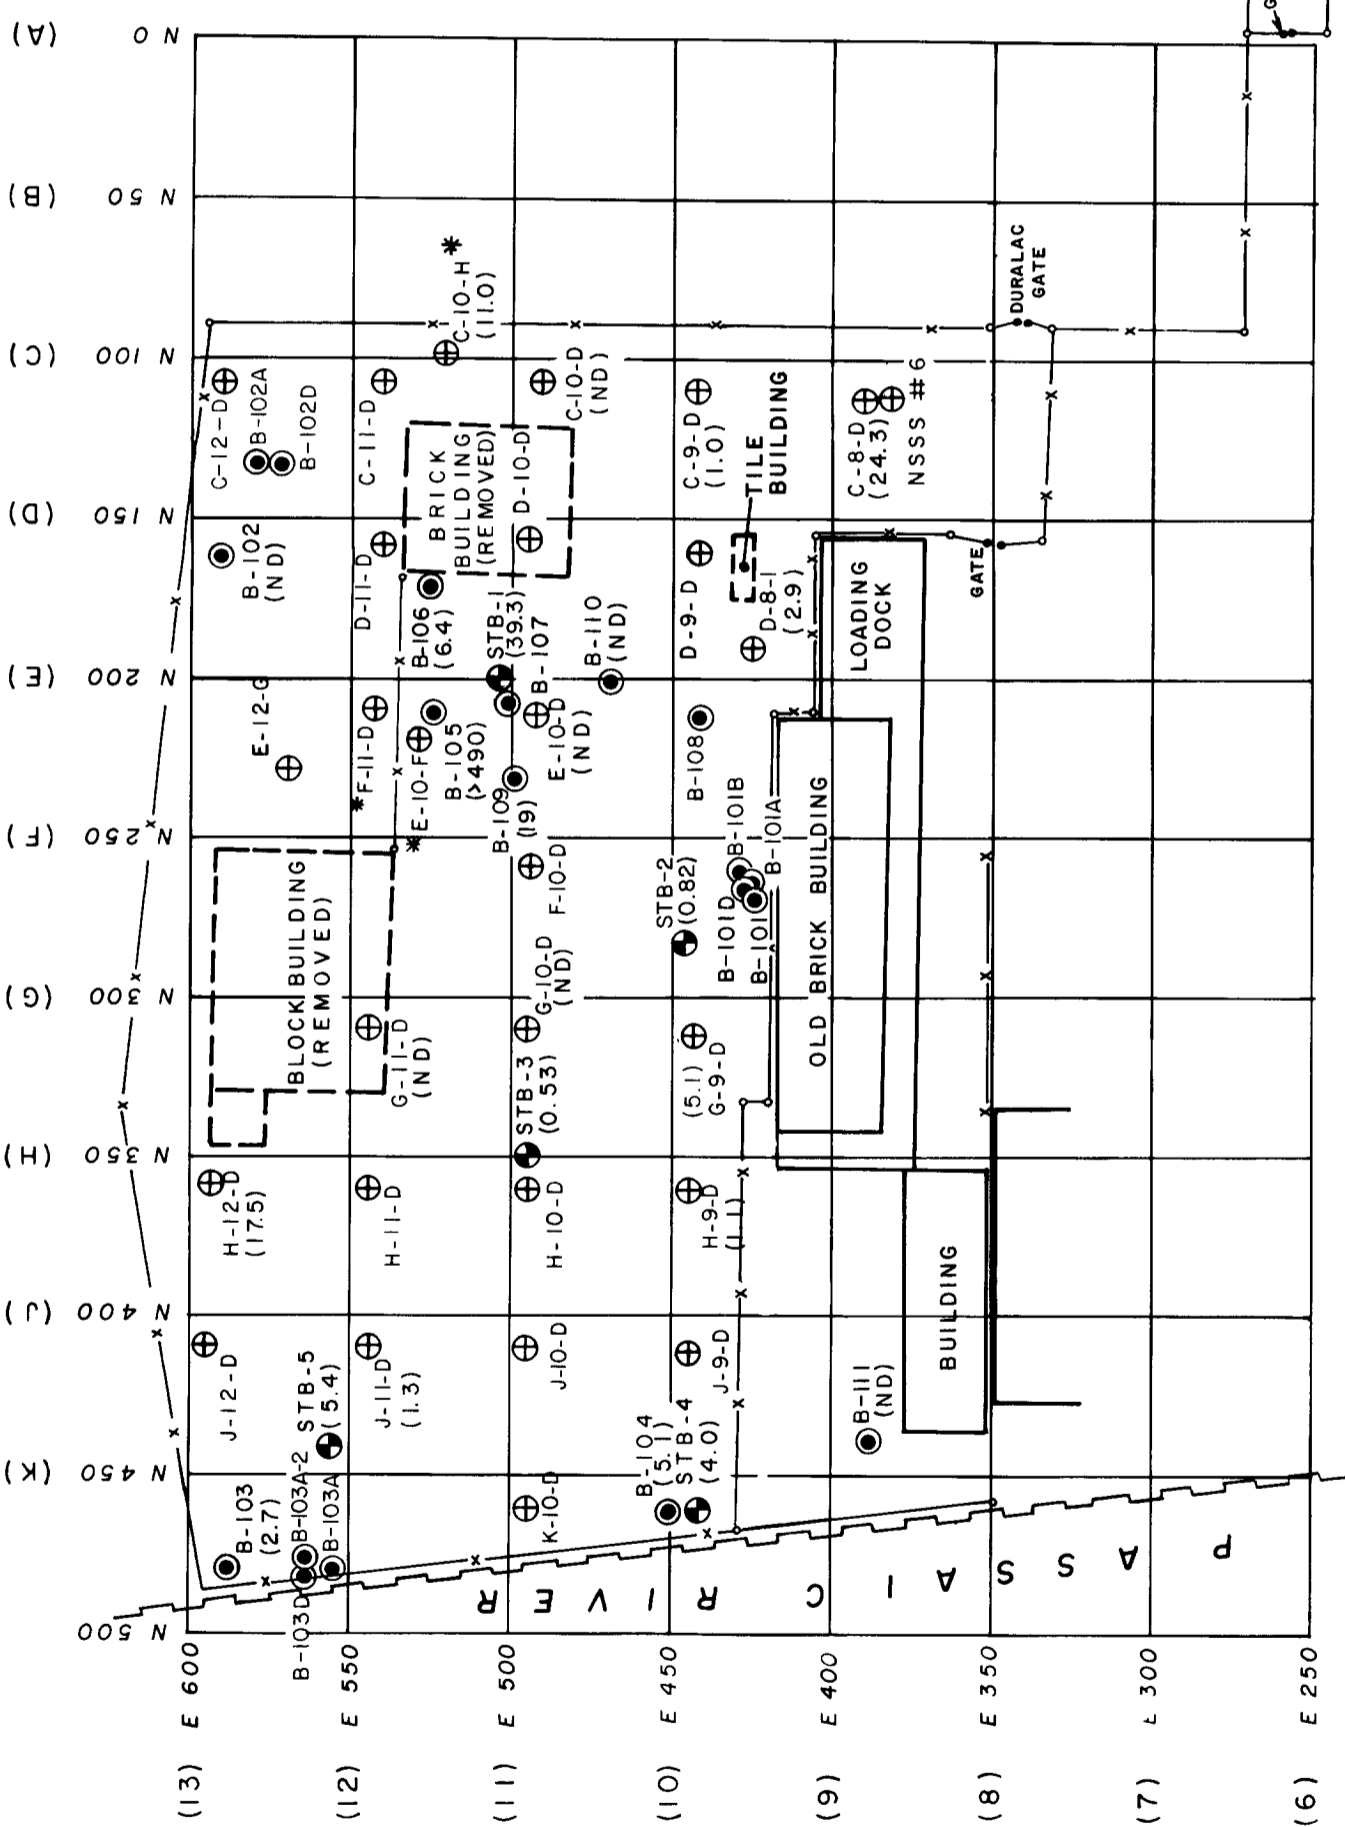 (A) N 0
(B) N 50
(C) N 100
(D) N 150
(E) N 200
(F) N 250
(G) N 300
(H) N 350
(J) N 400
(K) N 450
N 500
(13) E 600
(12) E 550
(11) E 500
(10) E 450
(9) E 400
(8) E 350
(7) 300
(6) E 250
C-12-D
B-102A
B-102D
B-102
(ND)
E-12-G
BLOCK BUILDING
(REMOVED)
H-12-D
(17.5)
J-12-D
STB-5
(5.4)
B-103
(2.7)
B-103A-2
B-103A
B-103D
C-11-D
D-11-D
*F-11-D
G-11-D
(ND)
H-11-D
J-11-D
(1.3)
C-10-H*
(11.0)
BRICK
BUILDING
(REMOVED)
D-10-D
C-10-D
(ND)
B-106
(6.4)
STB-1
(39.3)
B-107
B-110
(ND)
*E-10-F
B-105
(>490)
B-109
(19)
E-10-D
(ND)
F-10-D
G-10-D
(ND)
STB-3
(0.53)
H-10-D
J-10-D
K-10-D
C-9-D
(1.0)
TILE
BUILDING
D-9-D
D-8-1
(2.9)
B-108
B-101B
B-101A
B-101D
B-101
STB-2
(0.82)
(5.1)
G-9-D
H-9-D
(1.1)
J-9-D
B-104
(5.1)
STB-4
(4.0)
C-8-D
(24.3)
NSSS #6
DURALAC
GATE
GATE
LOADING
DOCK
OLD BRICK BUILDING
BUILDING
B-111
(ND)
PASSAIC RIVER
G